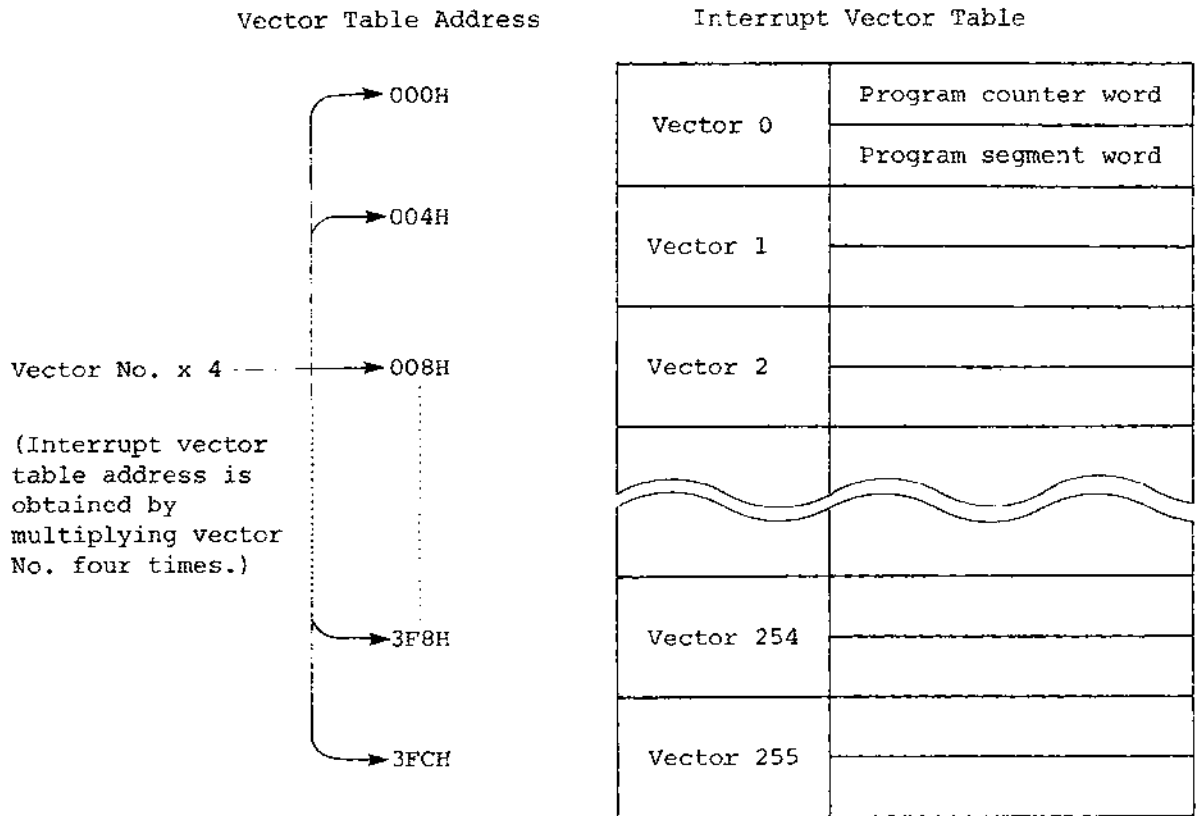 Vector Table Address
Interrupt Vector Table
000H
004H
Vector No. x 4
008H
(Interrupt vector
table address is
obtained by
multiplying vector
No. four times.)
3F8H
3FCH
Vector 0
Program counter word
Program segment word
Vector 1
Vector 2
Vector 254
Vector 255